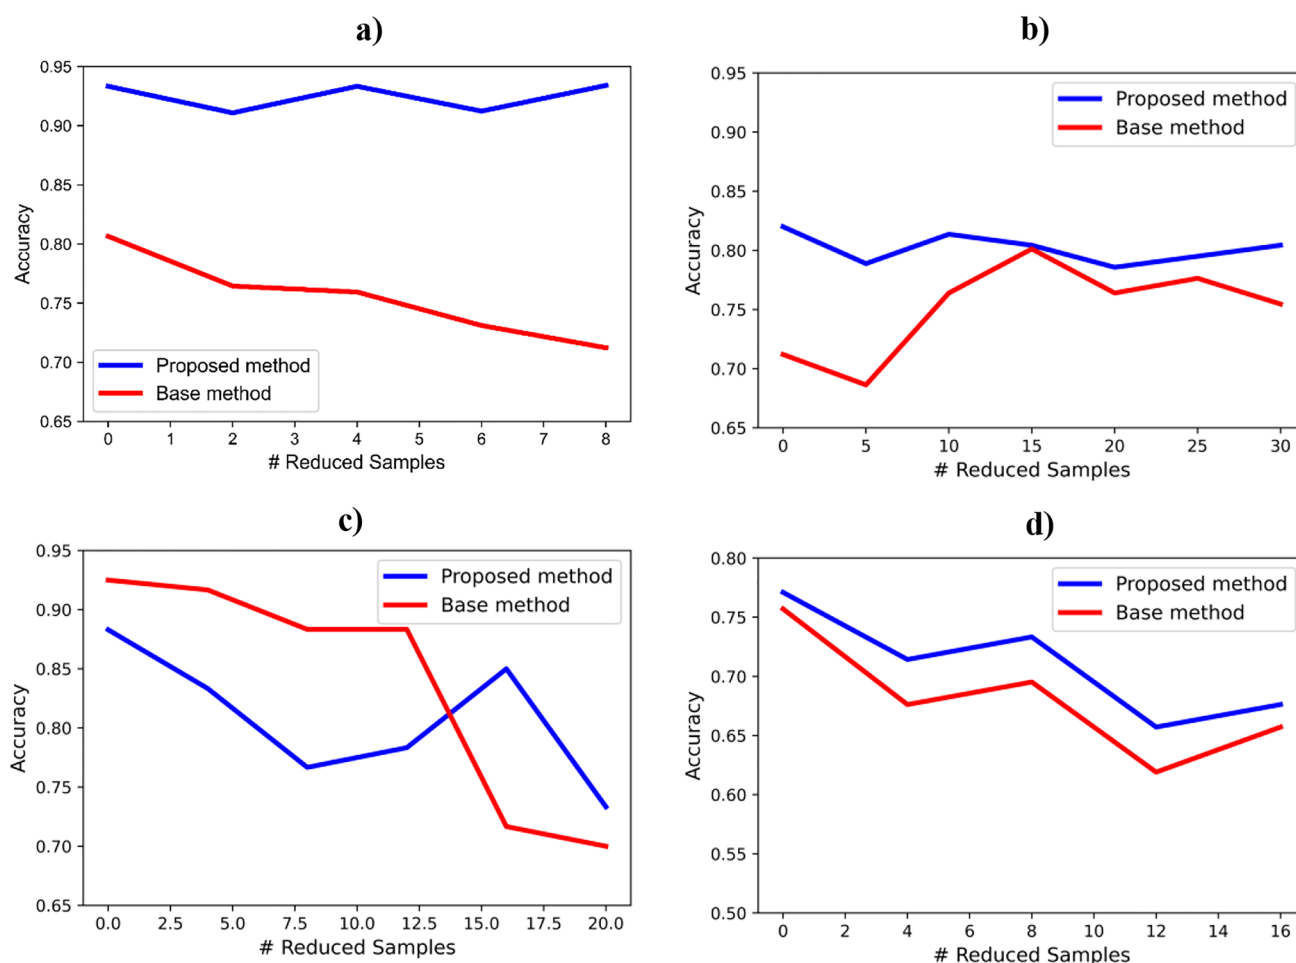 a)
0.95
0.90
0.85
0.80
0.75
0.70
0.65
Accuracy
Proposed method
Base method
0 1 2 3 4 5 6 7 8
# Reduced Samples
b)
0.95
0.90
0.85
0.80
0.75
0.70
0.65
Accuracy
Proposed method
Base method
0 5 10 15 20 25 30
# Reduced Samples
c)
0.95
0.90
0.85
0.80
0.75
0.70
0.65
Accuracy
Proposed method
Base method
0.0 2.5 5.0 7.5 10.0 12.5 15.0 17.5 20.0
# Reduced Samples
d)
0.80
0.75
0.70
0.65
0.60
0.55
0.50
Accuracy
Proposed method
Base method
0 2 4 6 8 10 12 14 16
# Reduced Samples